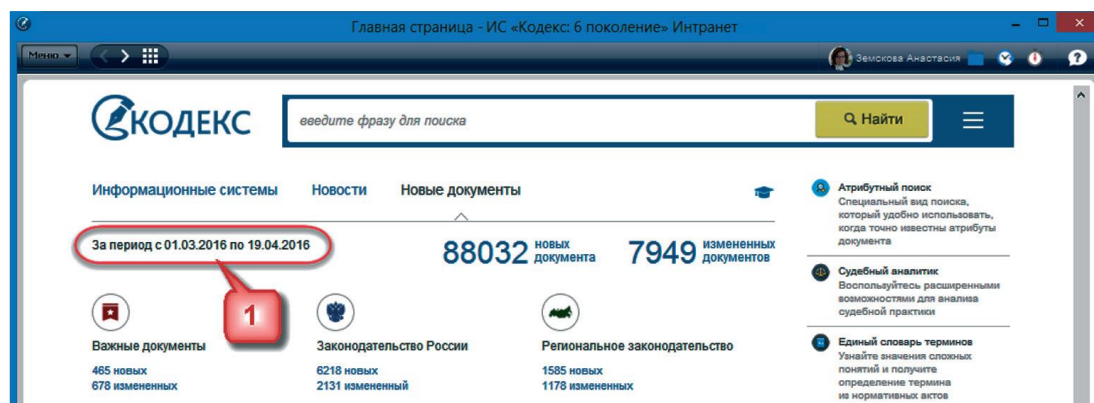 Главная страница - ИС «Кодекс: 6 поколение» Интранет
Меню
Земскова Анастасия
КОДЕКС
введите фразу для поиска
Найти
Информационные системы
Новости
Новые документы
За период с 01.03.2016 по 19.04.2016
88032 новых документа
7949 измененных документов
1
Важные документы
465 новых
678 измененных
Законодательство России
6218 новых
2131 измененный
Региональное законодательство
1585 новых
1178 измененных
Атрибутный поиск
Специальный вид поиска,
который удобно использовать,
когда точно известны атрибуты
документа
Судебный аналитик
Воспользуйтесь расширенными
возможностями для анализа
судебной практики
Единый словарь терминов
Узнайте значения сложных
понятий и получите
определение термина
из нормативных актов